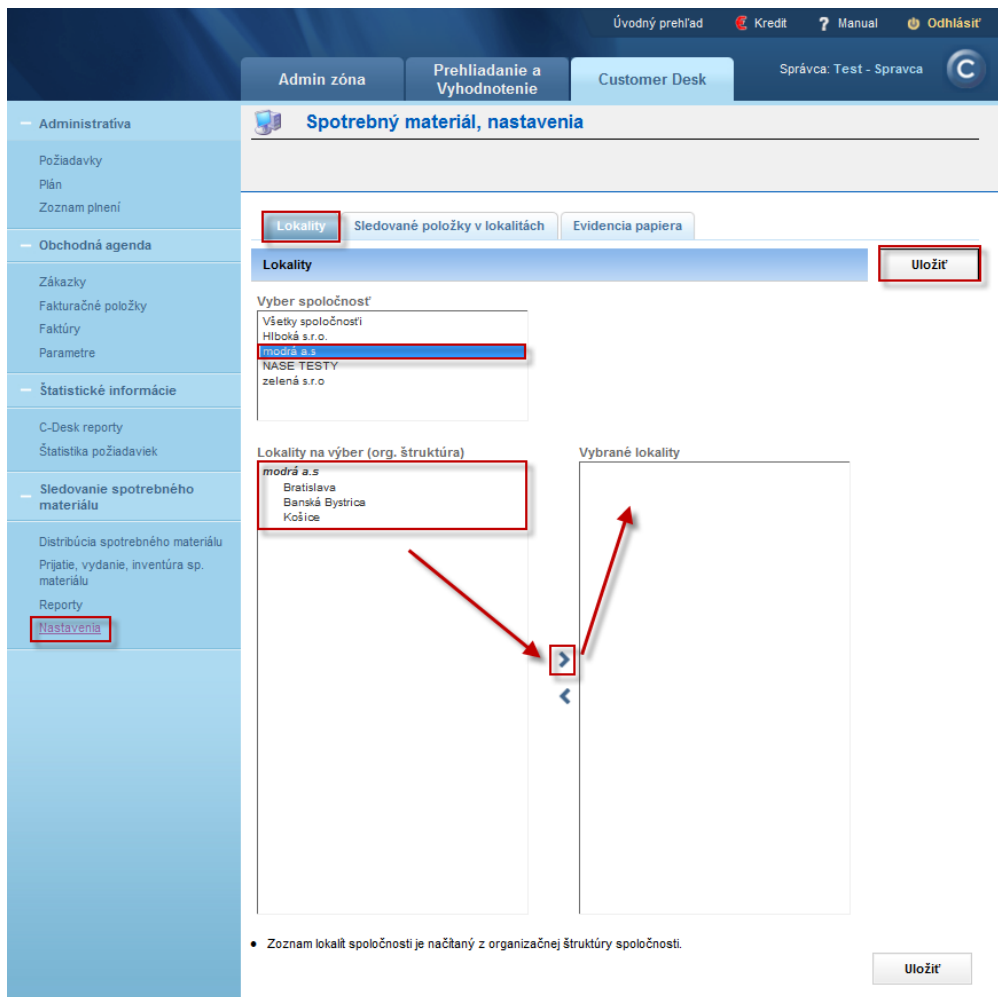 Úvodný prehľad
Kredit
? Manual
Odhlásiť
Admin zóna
Prehliadanie a
Vyhodnotenie
Customer Desk
Správca: Test - Spravca
C
Administratíva
Požiadavky
Plán
Zoznam plnení
Obchodná agenda
Zákazky
Fakturačné položky
Faktúry
Parametre
Štatistické informácie
C-Desk reporty
Štatistika požiadaviek
Sledovanie spotrebného
materiálu
Distribúcia spotrebného materiálu
Prijatie, vydanie, inventúra sp.
materiálu
Reporty
Nastavenia
Spotrebný materiál, nastavenia
Lokality
Sledované položky v lokalitách
Evidencia papiera
Lokality
Uložiť
Vyber spoločnosť
Všetky spoločnosťi
Hlboká s.r.o.
modrá a.s
NASE TESTY
zelená s.r.o
Lokality na výber (org. štruktúra)
modrá a.s
Bratislava
Banská Bystrica
Košice
Vybrané lokality
• Zoznam lokalít spoločnosti je načítaný z organizačnej štruktúry spoločnosti.
Uložiť